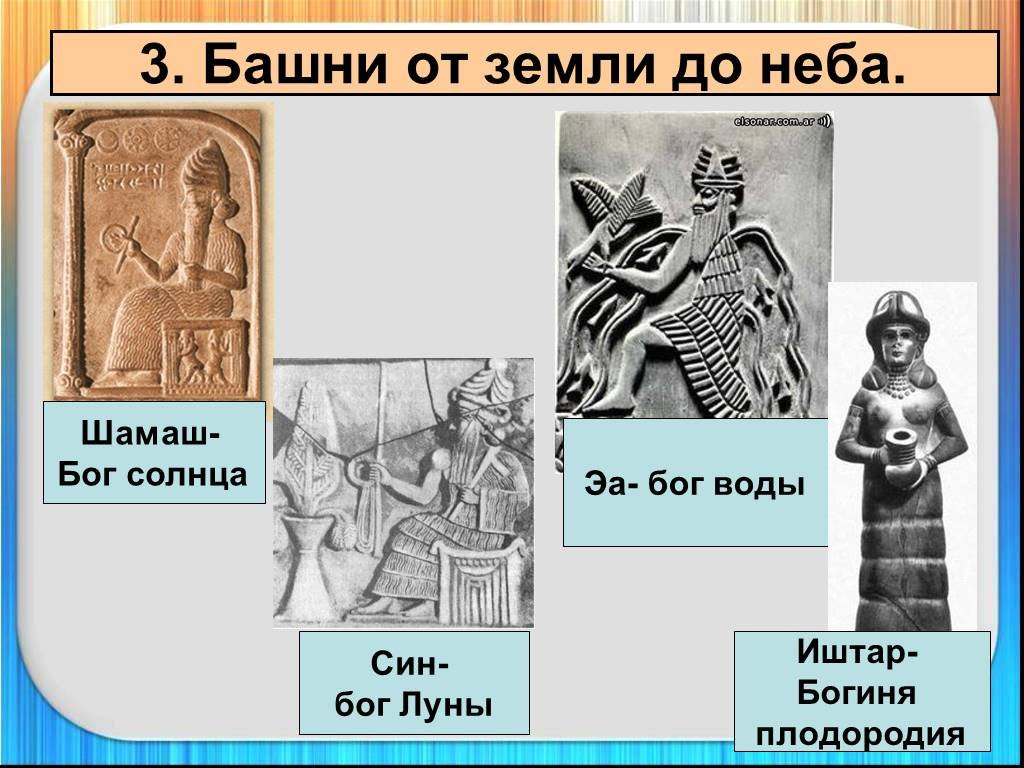 3. Башни от земли до неба.
elsonar.com.ar
Шамаш-
Бог солнца
Эа- бог воды
Син-
бог Луны
Иштар-
Богиня
плодородия